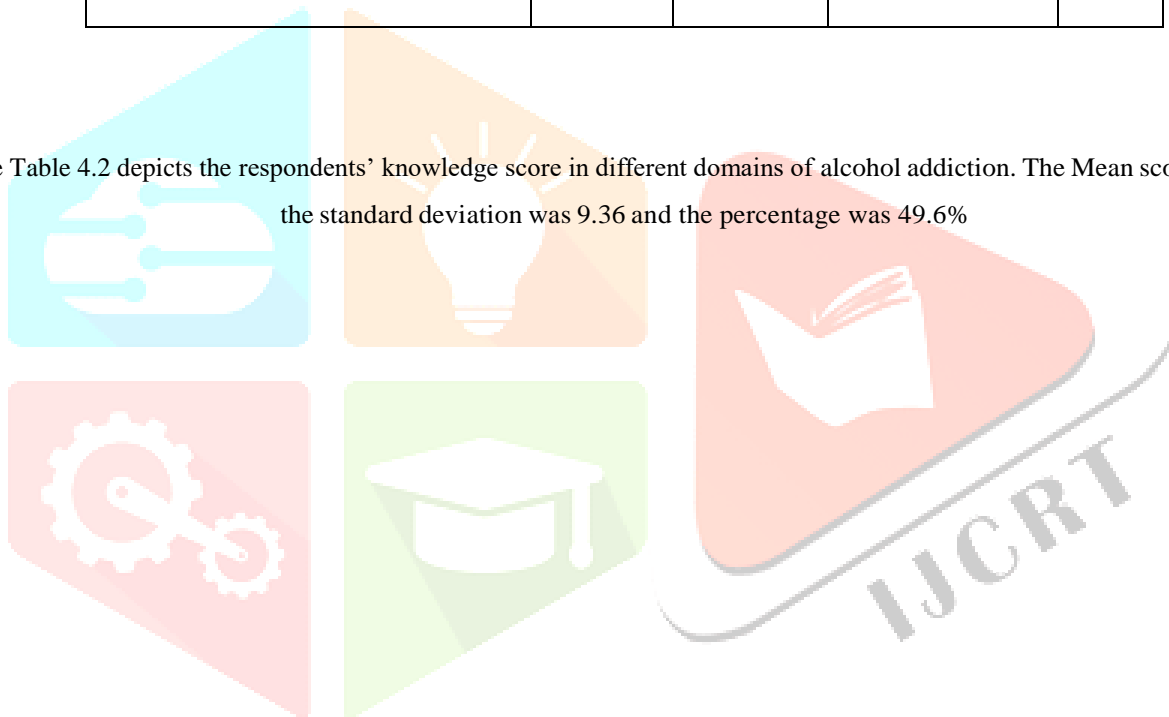 Table 4.2 depicts the respondents’ knowledge score in different domains of alcohol addiction. The Mean
the standard deviation was 9.36 and the percentage was 49.6%
IJCRT